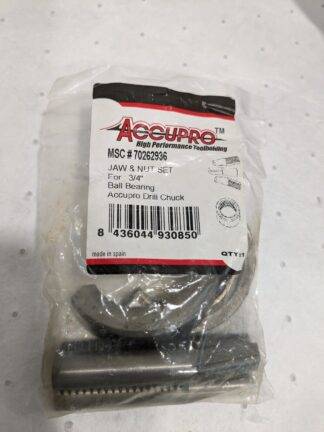 ACCUPRO™
High Performance Toolholding
MSC # 70262936
JAW & NUT SET
For 3/4"
Ball Bearing
Accupro Drill Chuck
8 436044 930850
made in spain
QTY:1